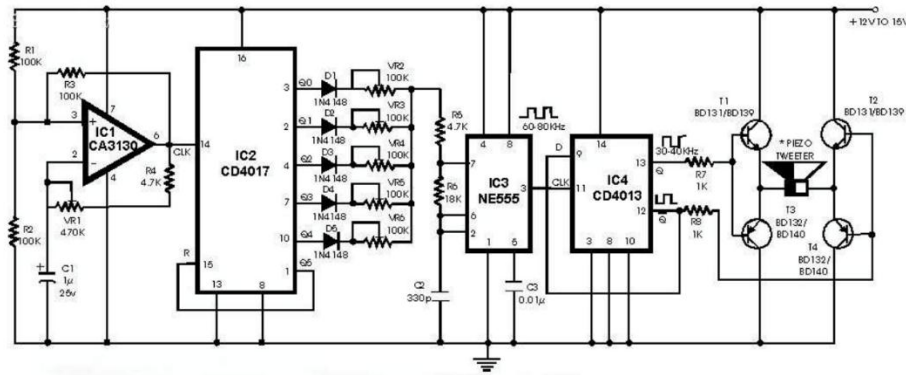 +12V TO 15V
R1
100K
R3
100K
7
3
+
IC1
CA3130
6
2
−
4
CLK
R4
4.7K
VR1
470K
R2
100K
C1
1µ
25v
16
14
IC2
CD4017
3
Q0
2
Q1
4
Q2
7
Q3
10
Q4
1
Q5
R
15
13
8
D1
1N4148
D2
1N4148
D3
1N4148
D4
1N4148
D5
1N4148
VR2
100K
VR3
100K
VR4
100K
VR5
100K
VR6
100K
R5
4.7K
R6
18K
C2
330p
4
8
7
IC3
NE555
3
6
2
1
5
C3
0.01µ
60-80KHz
D
9
CLK
11
14
IC4
CD4013
13
Q
12
Q
3
8
10
30-40KHz
R7
1K
R8
1K
T1
BD131/BD139
T2
BD131/BD139
* PIEZO
TWEETER
T3
BD132/
BD140
T4
BD132/
BD140